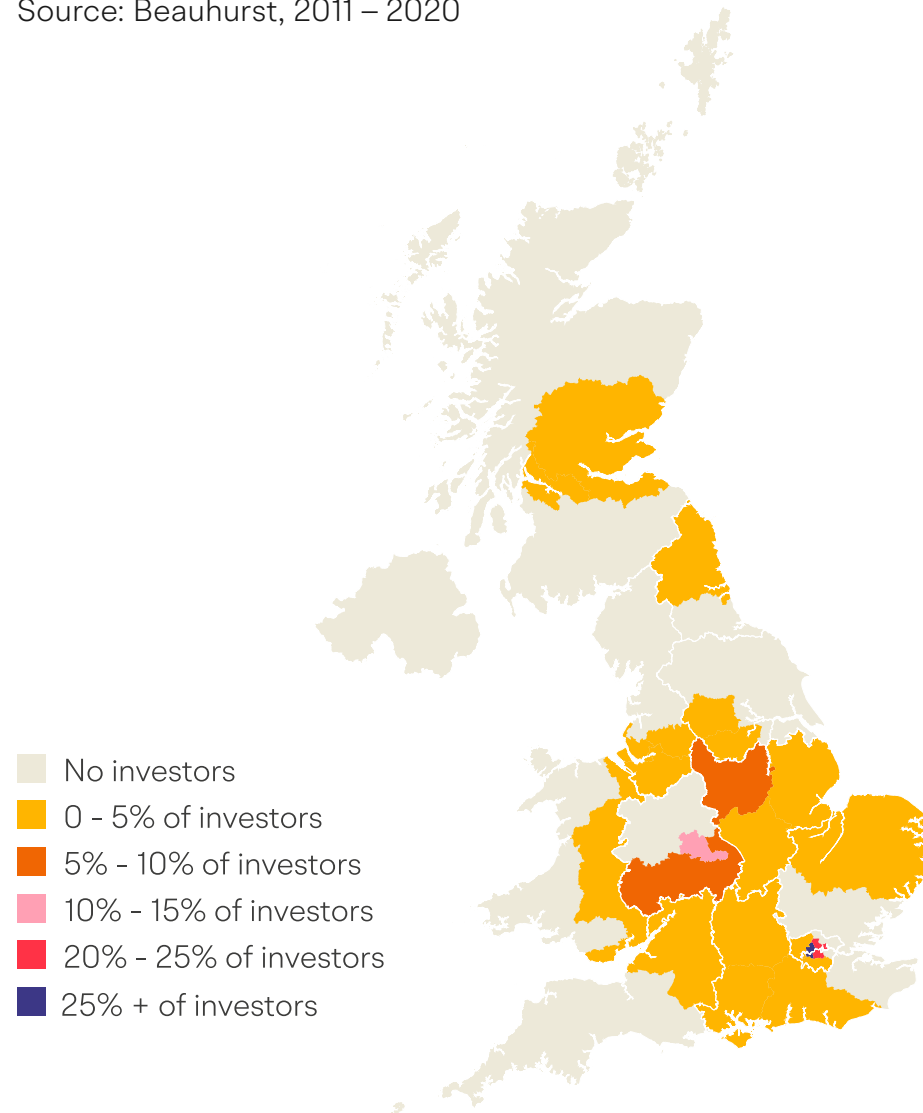 Source: Beauhurst, 2011 – 2020
No investors
0 - 5% of investors
5% - 10% of investors
10% - 15% of investors
20% - 25% of investors
25% + of investors